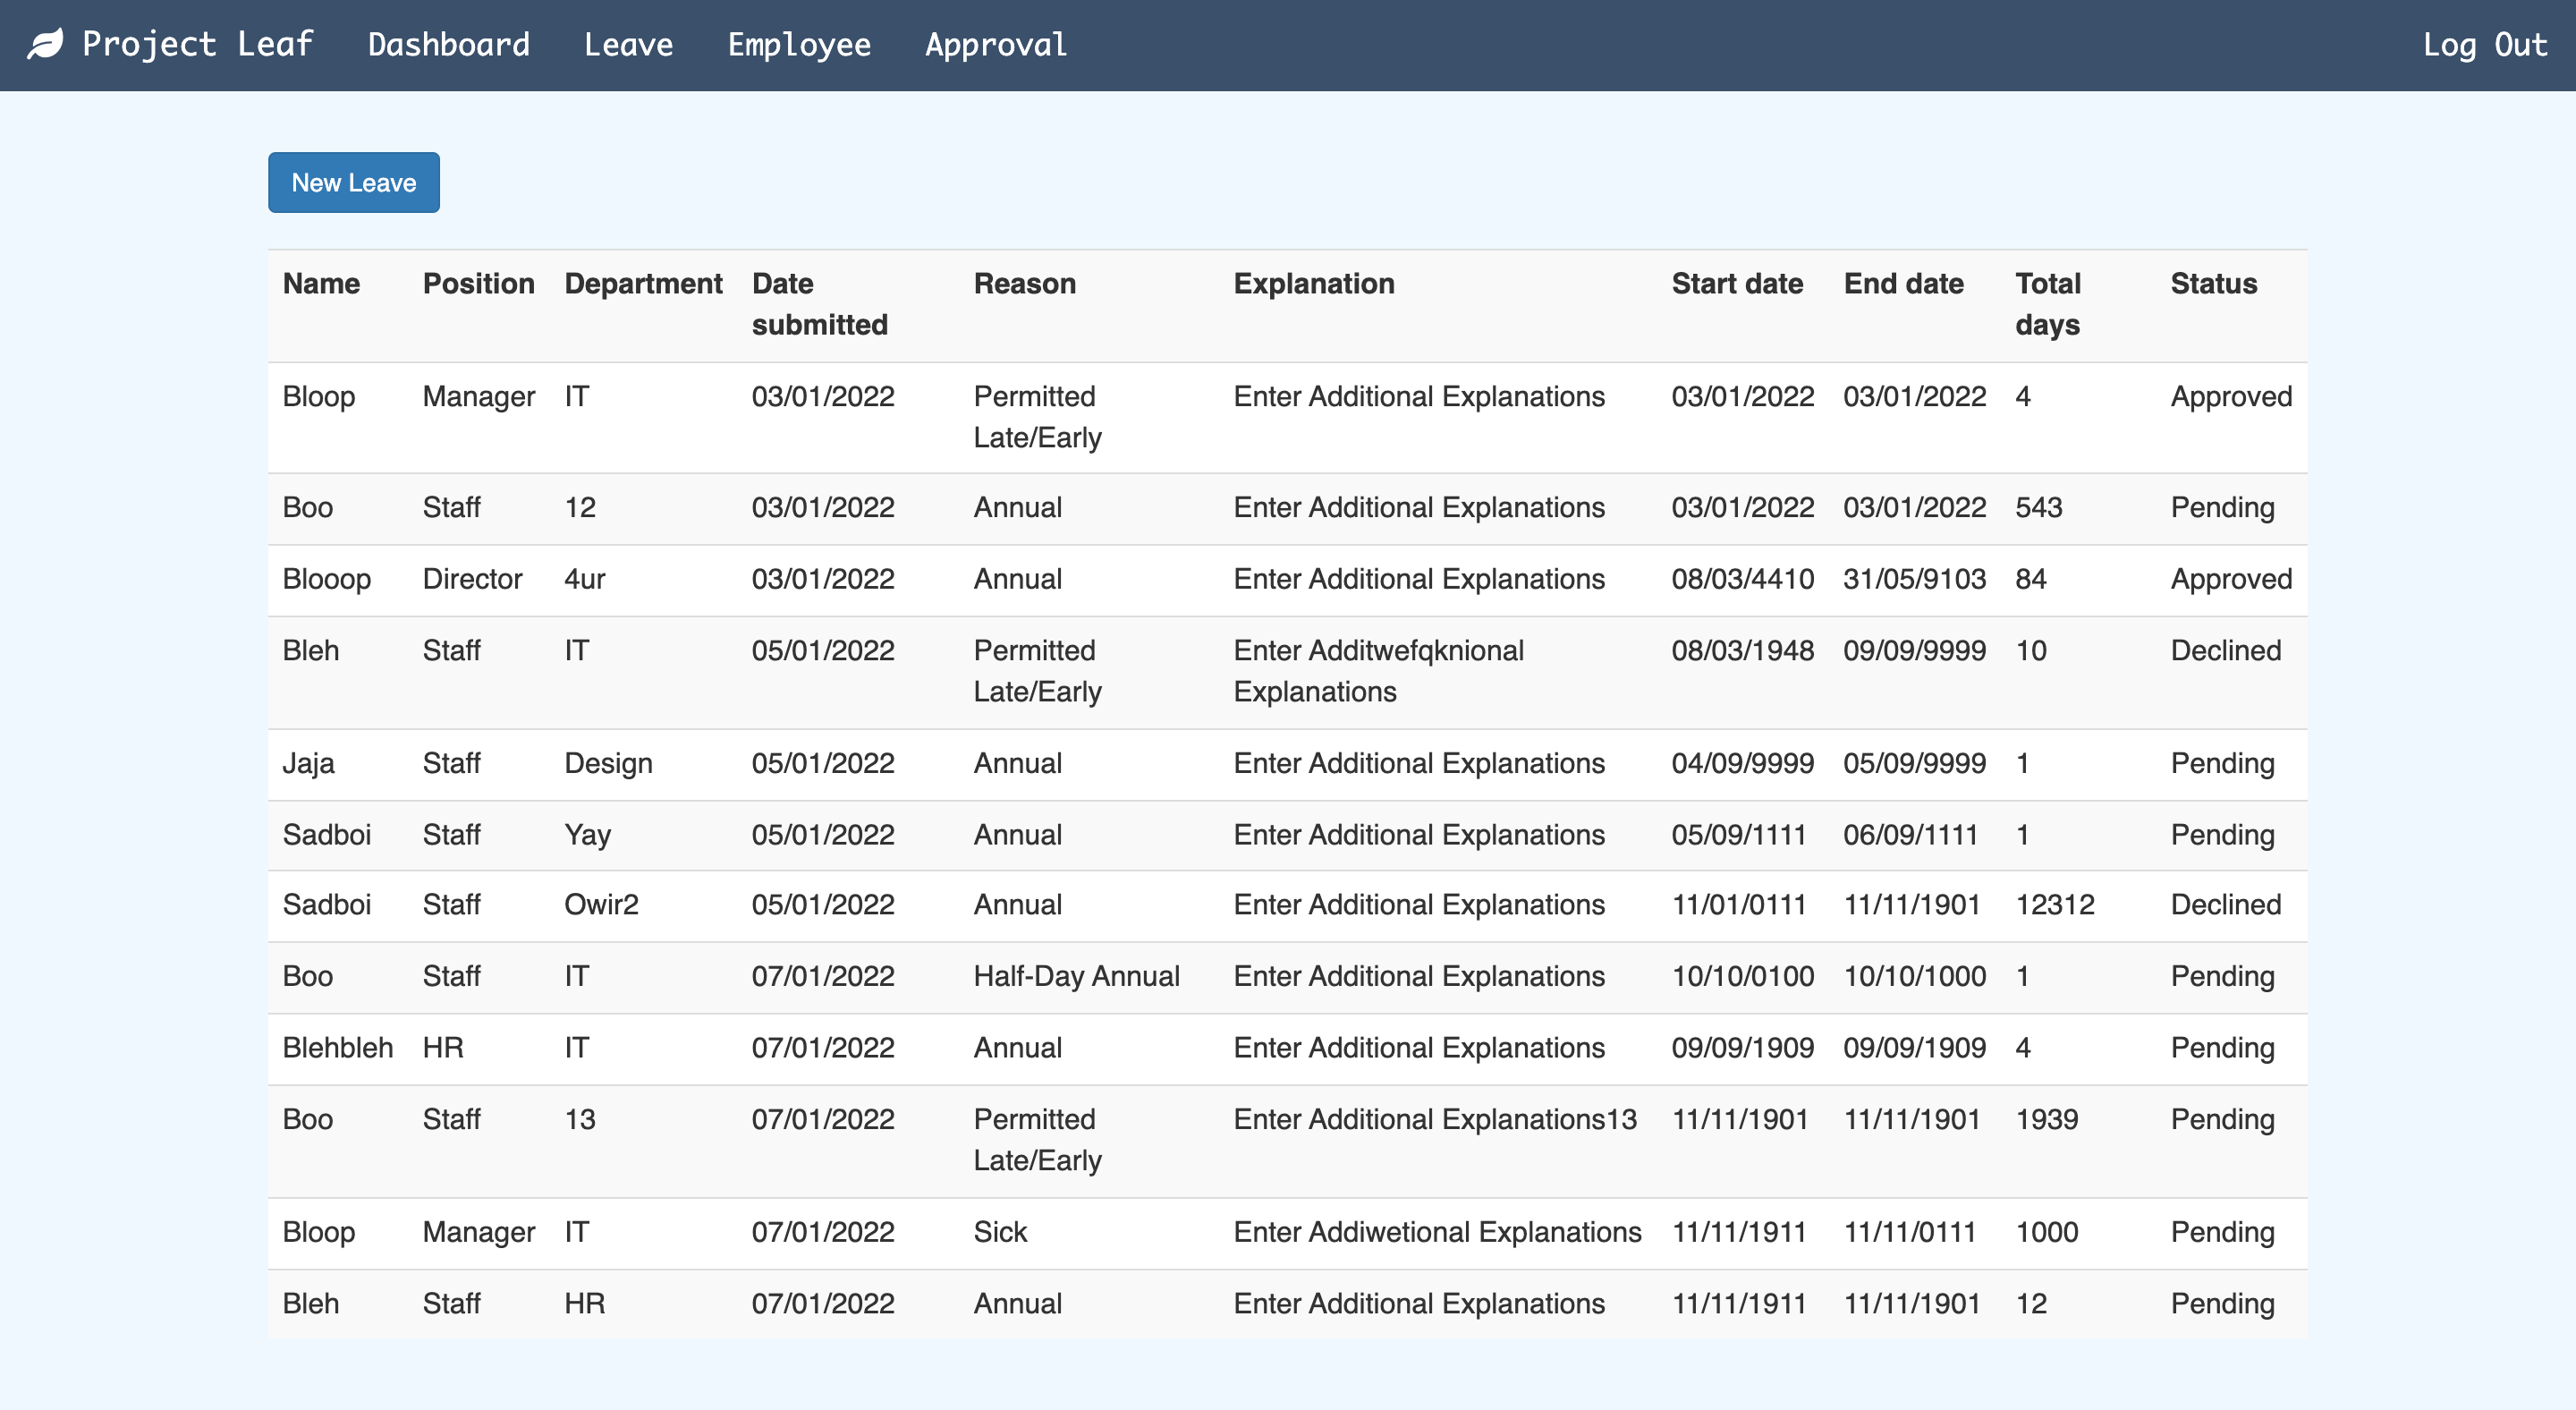 Project Leaf Dashboard Leave Employee Approval Log Out
New Leave
Name Position Department Date submitted Reason Explanation Start date End date Total days Status
Bloop Manager IT 03/01/2022 Permitted Late/Early Enter Additional Explanations 03/01/2022 03/01/2022 4 Approved
Boo Staff 12 03/01/2022 Annual Enter Additional Explanations 03/01/2022 03/01/2022 543 Pending
Blooop Director 4ur 03/01/2022 Annual Enter Additional Explanations 08/03/4410 31/05/9103 84 Approved
Bleh Staff IT 05/01/2022 Permitted Late/Early Enter Additwefqknional Explanations 08/03/1948 09/09/9999 10 Declined
Jaja Staff Design 05/01/2022 Annual Enter Additional Explanations 04/09/9999 05/09/9999 1 Pending
Sadboi Staff Yay 05/01/2022 Annual Enter Additional Explanations 05/09/1111 06/09/1111 1 Pending
Sadboi Staff Owir2 05/01/2022 Annual Enter Additional Explanations 11/01/0111 11/11/1901 12312 Declined
Boo Staff IT 07/01/2022 Half-Day Annual Enter Additional Explanations 10/10/0100 10/10/1000 1 Pending
Blehbleh HR IT 07/01/2022 Annual Enter Additional Explanations 09/09/1909 09/09/1909 4 Pending
Boo Staff 13 07/01/2022 Permitted Late/Early Enter Additional Explanations13 11/11/1901 11/11/1901 1939 Pending
Bloop Manager IT 07/01/2022 Sick Enter Addiwetional Explanations 11/11/1911 11/11/0111 1000 Pending
Bleh Staff HR 07/01/2022 Annual Enter Additional Explanations 11/11/1911 11/11/1901 12 Pending